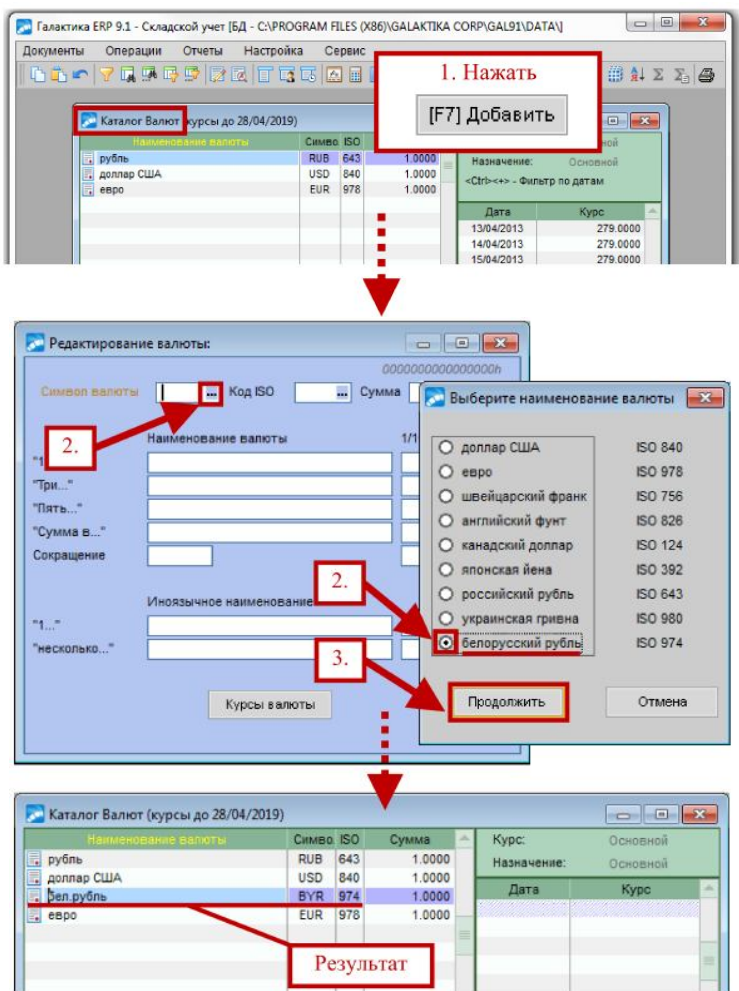 Галактика ERP 9.1 - Складской учет [БД - C:\PROGRAM FILES (X86)\GALAKTIKA CORP\GAL91\DATA\]
Документы Операции Отчеты Настройка Сервис
1. Нажать
[F7] Добавить
Каталог Валют (курсы до 28/04/2019)
Наименование валюты Симво ISO
рубль RUB 643 1.0000
доллар США USD 840 1.0000
евро EUR 978 1.0000
Назначение: Основной
<Ctrl><+> - Фильтр по датам
Дата Курс
13/04/2013 279.0000
14/04/2013 279.0000
15/04/2013 279.0000
Редактирование валюты:
0000000000000000h
Символ валюты ... Код ISO ... Сумма
2.
Наименование валюты 1/1
"1
"Три..."
"Пять..."
"Сумма в..."
Сокращение
Иноязычное наименование
"1..."
"несколько..."
Курсы валюты
Выберите наименование валюты
доллар США ISO 840
евро ISO 978
швейцарский франк ISO 756
английский фунт ISO 826
канадский доллар ISO 124
японская йена ISO 392
российский рубль ISO 643
украинская гривна ISO 980
белорусский рубль ISO 974
2.
3.
Продолжить Отмена
Каталог Валют (курсы до 28/04/2019)
Наименование валюты Симво ISO Сумма
рубль RUB 643 1.0000
доллар США USD 840 1.0000
бел.рубль BYR 974 1.0000
евро EUR 978 1.0000
Курс: Основной
Назначение: Основной
Дата Курс
Результат